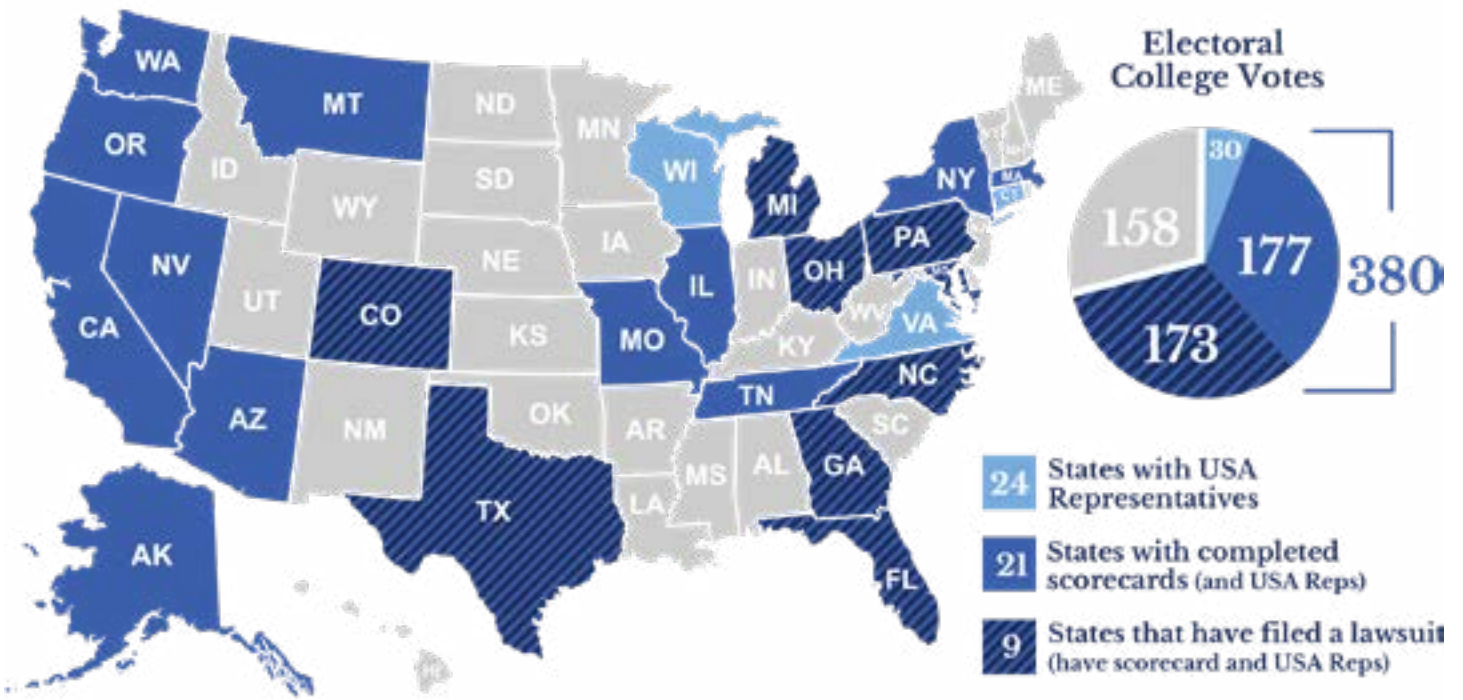 WA
MT
ND
MN
ME
OR
ID
SD
WI
NY
MA
WY
MI
IA
PA
NE
NV
IL
IN
OH
UT
CO
WV
VA
CA
KS
MO
KY
NC
TN
AZ
NM
OK
AR
SC
MS
AL
GA
TX
LA
AK
FL
Electoral
College Votes
30
158
177
380
173
24 States with USA
Representatives
21 States with completed
scorecards (and USA Reps)
9 States that have filed a lawsuit
(have scorecard and USA Reps)